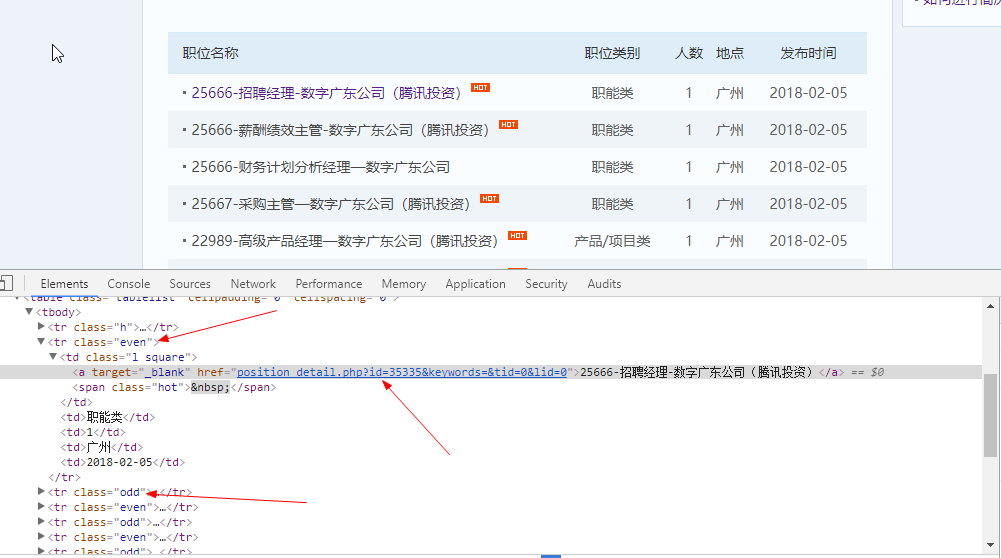 职位名称 职位类别 人数 地点 发布时间
25666-招聘经理-数字广东公司（腾讯投资） HOT 职能类 1 广州 2018-02-05
25666-薪酬绩效主管-数字广东公司（腾讯投资） HOT 职能类 1 广州 2018-02-05
25666-财务计划分析经理—数字广东公司 职能类 1 广州 2018-02-05
25667-采购主管—数字广东公司（腾讯投资） HOT 职能类 1 广州 2018-02-05
22989-高级产品经理—数字广东公司（腾讯投资） HOT 产品/项目类 1 广州 2018-02-05
Elements Console Sources Network Performance Memory Application Security Audits
<table class="tablelist" cellpadding="0" cellspacing="0">
▼<tbody>
▶<tr class="h">…</tr>
▼<tr class="even">
▼<td class="l square">
<a target="_blank" href="position_detail.php?id=35335&keywords=&tid=0&lid=0">25666-招聘经理-数字广东公司（腾讯投资）</a> == $0
<span class="hot">&nbsp;</span>
</td>
<td>职能类</td>
<td>1</td>
<td>广州</td>
<td>2018-02-05</td>
</tr>
▶<tr class="odd">…</tr>
▶<tr class="even">…</tr>
▶<tr class="odd">…</tr>
▶<tr class="even">…</tr>
▶<tr class="odd">…</tr>